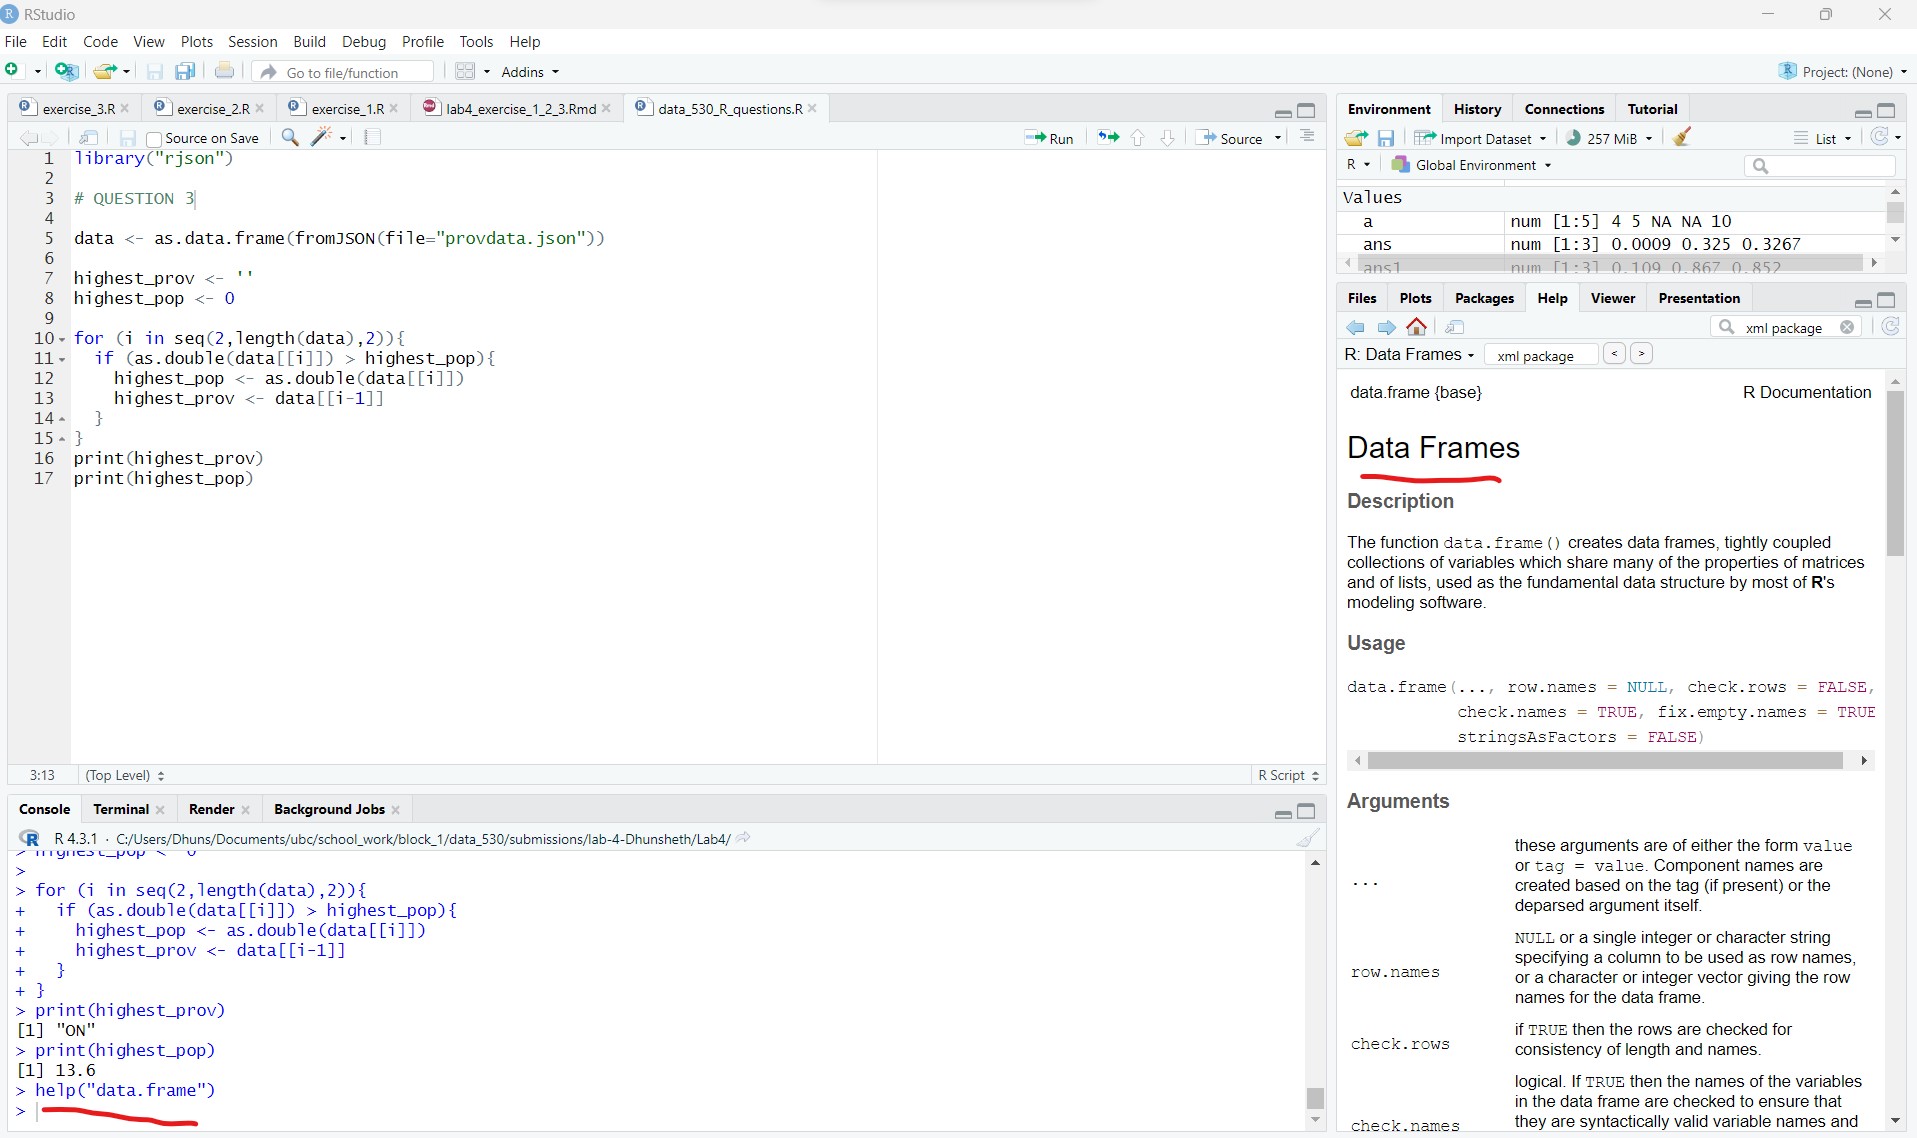 RStudio
File Edit Code View Plots Session Build Debug Profile Tools Help
Go to file/function Addins Project: (None)
exercise_3.R exercise_2.R exercise_1.R lab4_exercise_1_2_3.Rmd data_530_R_questions.R
Source on Save Run Source
1 library("rjson")
2
3 # QUESTION 3
4
5 data <- as.data.frame(fromJSON(file="provdata.json"))
6
7 highest_prov <- ''
8 highest_pop <- 0
9
10 for (i in seq(2,length(data),2)){
11 if (as.double(data[[i]]) > highest_pop){
12 highest_pop <- as.double(data[[i]])
13 highest_prov <- data[[i-1]]
14 }
15 }
16 print(highest_prov)
17 print(highest_pop)
3:13 (Top Level) R Script
Console Terminal Render Background Jobs
R 4.3.1 · C:/Users/Dhuns/Documents/ubc/school_work/block_1/data_530/submissions/lab-4-Dhunsheth/Lab4/
> highest_pop <- 0
>
> for (i in seq(2,length(data),2)){
+ if (as.double(data[[i]]) > highest_pop){
+ highest_pop <- as.double(data[[i]])
+ highest_prov <- data[[i-1]]
+ }
+ }
> print(highest_prov)
[1] "ON"
> print(highest_pop)
[1] 13.6
> help("data.frame")
>
Environment History Connections Tutorial
Import Dataset 257 MiB List
R Global Environment
Values
a num [1:5] 4 5 NA NA 10
ans num [1:3] 0.0009 0.325 0.3267
ans1 num [1:3] 0.109 0.867 0.852
Files Plots Packages Help Viewer Presentation
xml package
R: Data Frames xml package < >
data.frame {base} R Documentation
Data Frames
Description
The function data.frame() creates data frames, tightly coupled
collections of variables which share many of the properties of matrices
and of lists, used as the fundamental data structure by most of R's
modeling software.
Usage
data.frame(..., row.names = NULL, check.rows = FALSE,
check.names = TRUE, fix.empty.names = TRUE
stringsAsFactors = FALSE)
Arguments
... these arguments are of either the form value
or tag = value. Component names are
created based on the tag (if present) or the
deparsed argument itself.
row.names NULL or a single integer or character string
specifying a column to be used as row names,
or a character or integer vector giving the row
names for the data frame.
check.rows if TRUE then the rows are checked for
consistency of length and names.
check.names logical. If TRUE then the names of the variables
in the data frame are checked to ensure that
they are syntactically valid variable names and